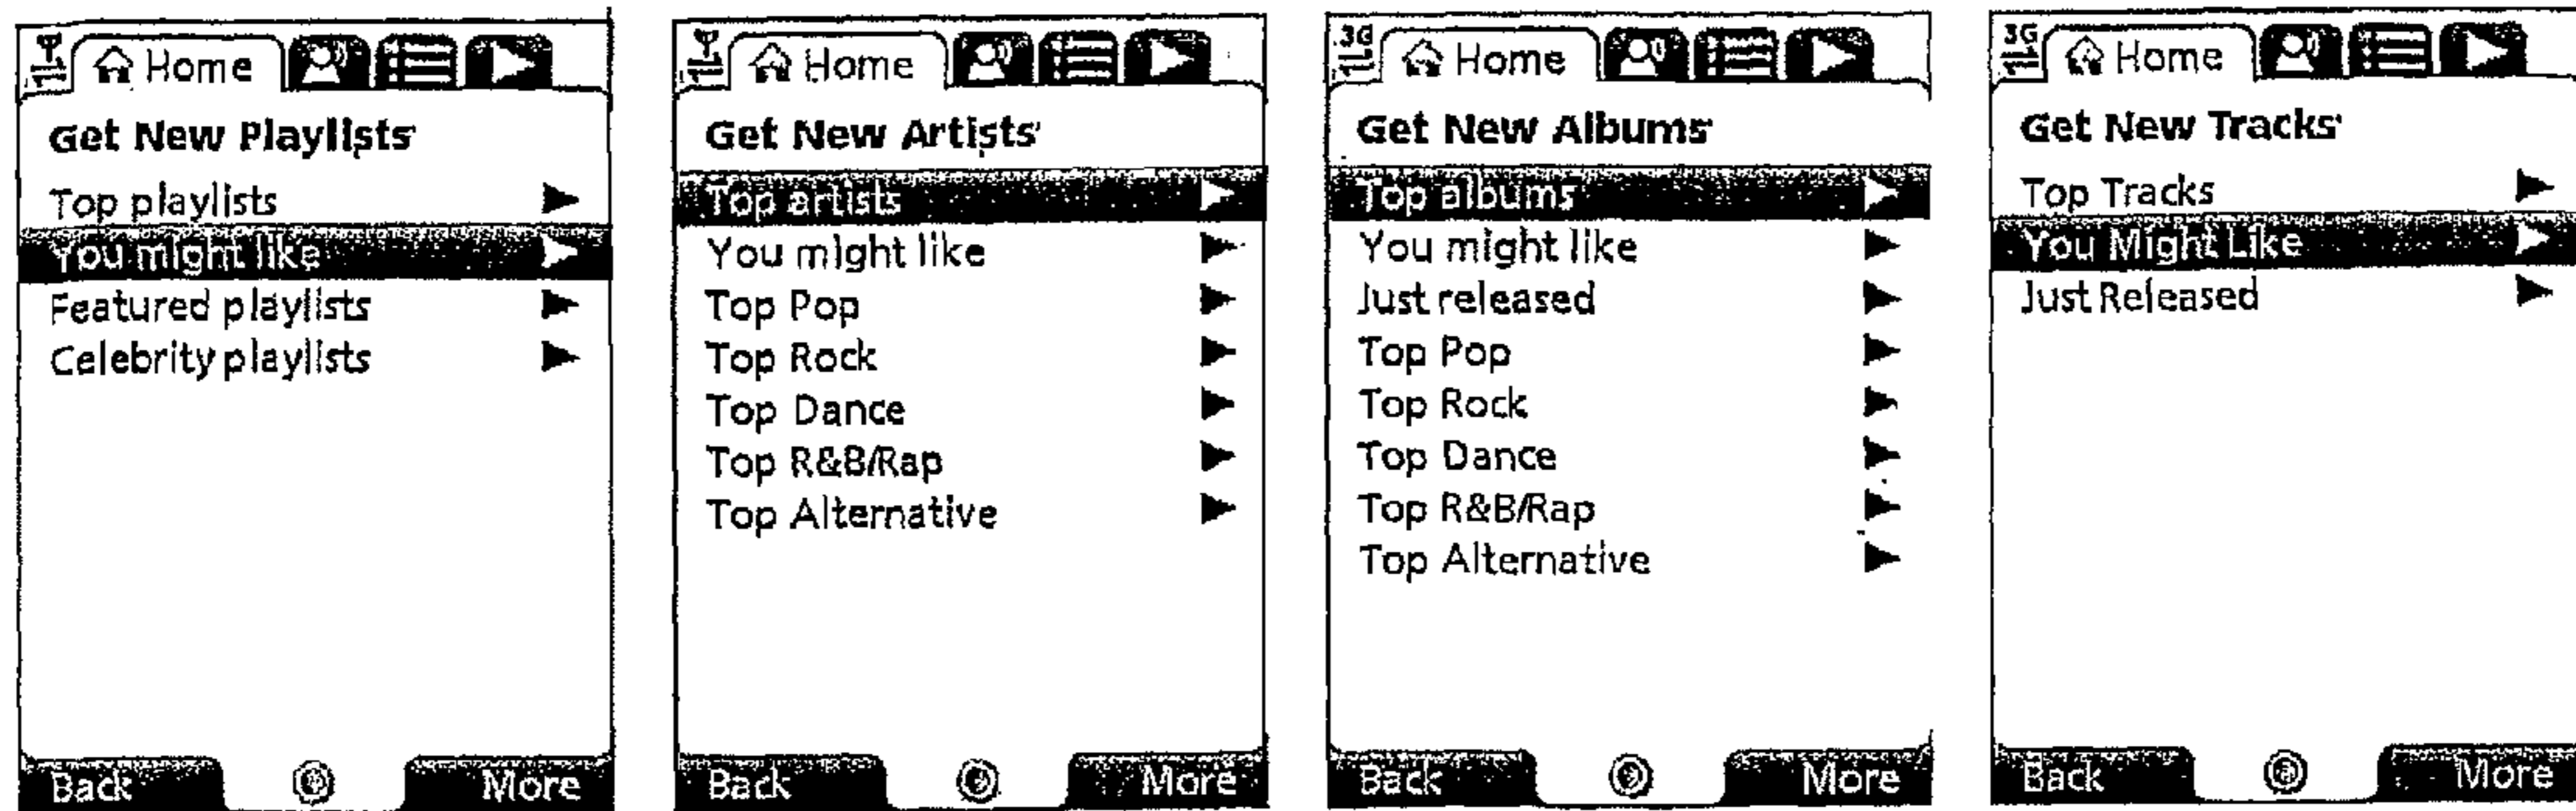 Home
Get New Playlists
Top playlists
You might like
Featured playlists
Celebrity playlists
Back
More
Home
Get New Artists
Top artists
You might like
Top Pop
Top Rock
Top Dance
Top R&B/Rap
Top Alternative
Back
More
3G
Home
Get New Albums
Top albums
You might like
Just released
Top Pop
Top Rock
Top Dance
Top R&B/Rap
Top Alternative
Back
More
3G
Home
Get New Tracks
Top Tracks
You Might Like
Just Released
Back
More